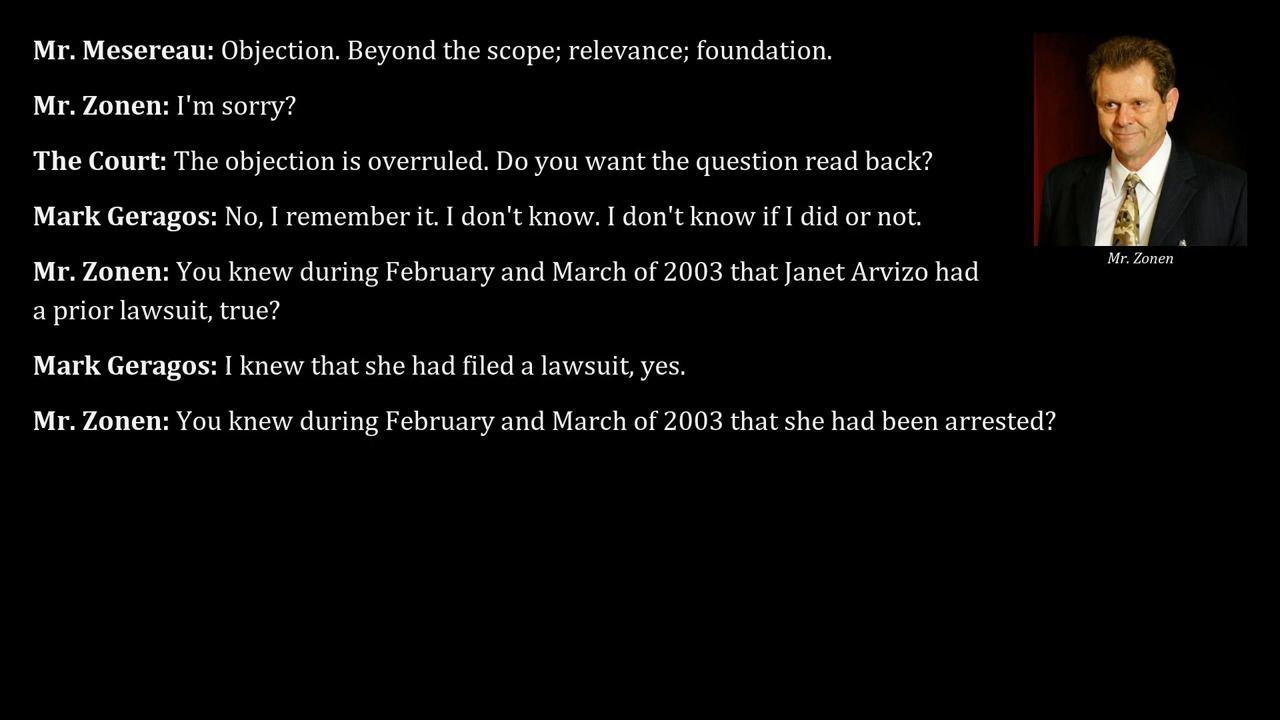 Mr. Mesereau: Objection. Beyond the scope; relevance; foundation.
Mr. Zonen: I'm sorry?
The Court: The objection is overruled. Do you want the question read back?
Mark Geragos: No, I remember it. I don't know. I don't know if I did or not.
Mr. Zonen: You knew during February and March of 2003 that Janet Arvizo had
a prior lawsuit, true?
Mark Geragos: I knew that she had filed a lawsuit, yes.
Mr. Zonen: You knew during February and March of 2003 that she had been arrested?
Mr. Zonen